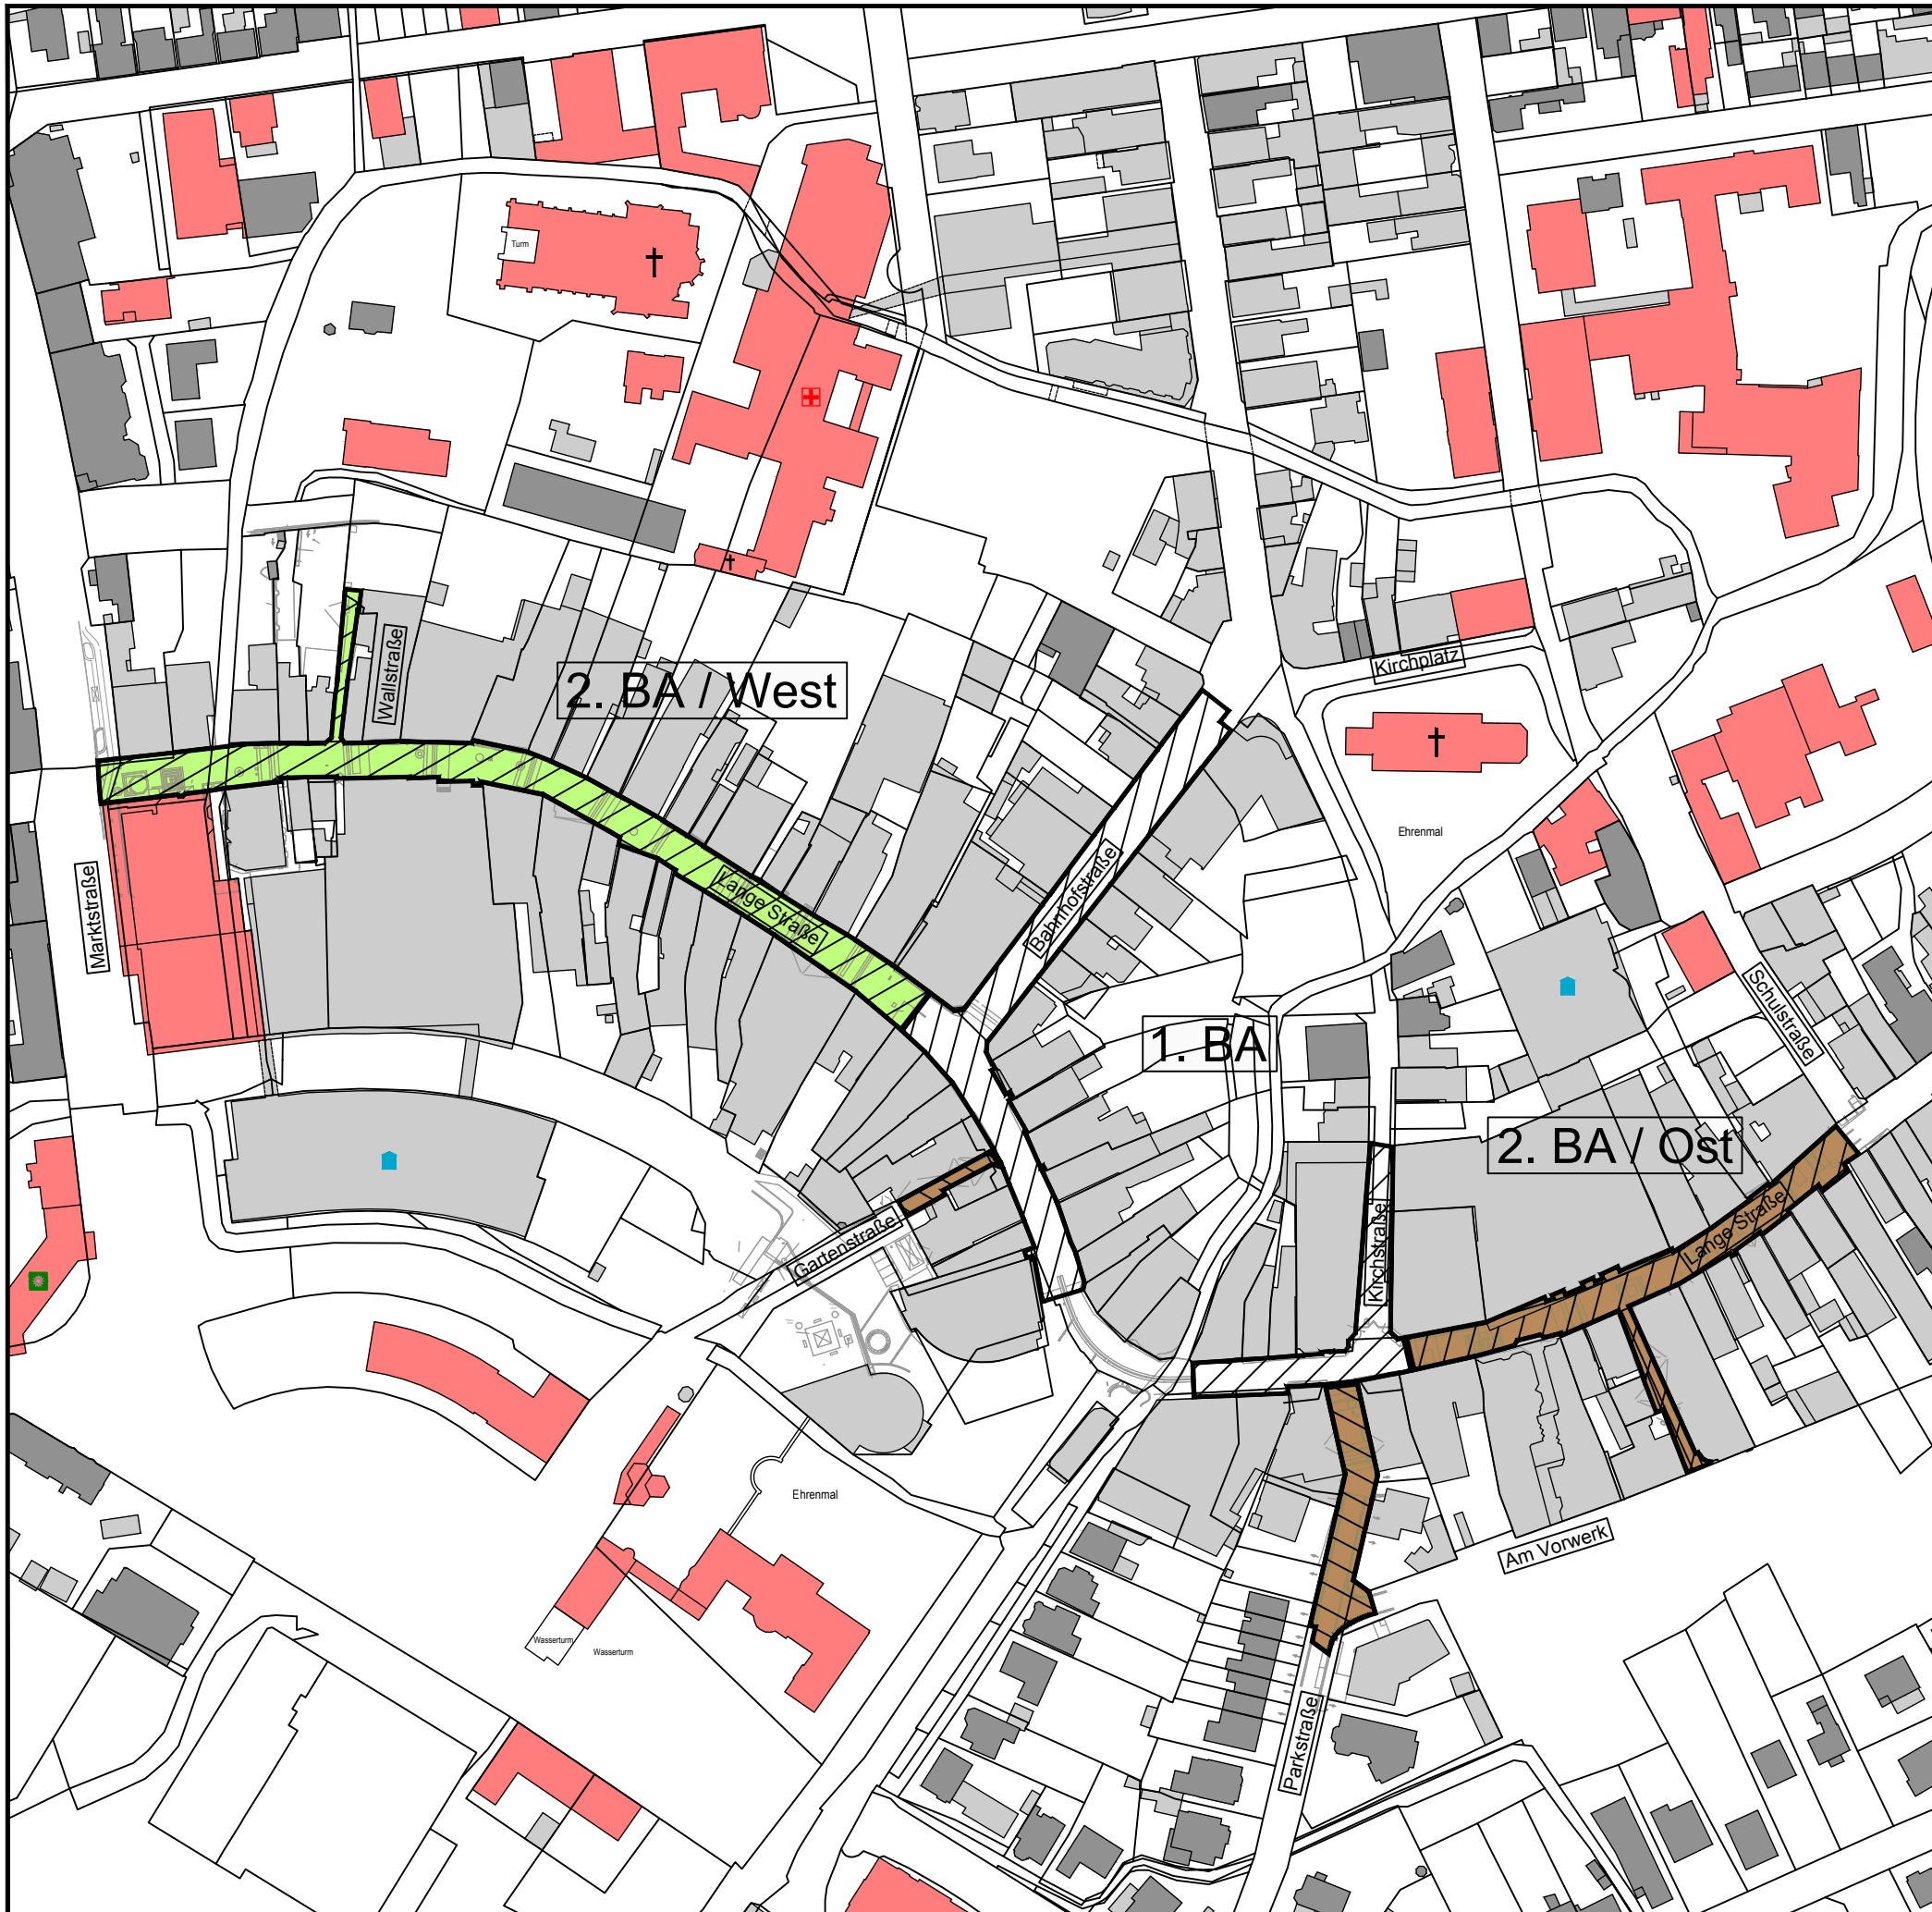 Turm
Kirchplatz
Wallstraße
2. BA / West
Ehrenmal
Marktstraße
Lange Straße
Bahnhofstraße
Schulstraße
1. BA
2. BA / Ost
Gartenstraße
Kirchstraße
Lange Straße
Ehrenmal
Am Vorwerk
Wasserturm
Wasserturm
Parkstraße